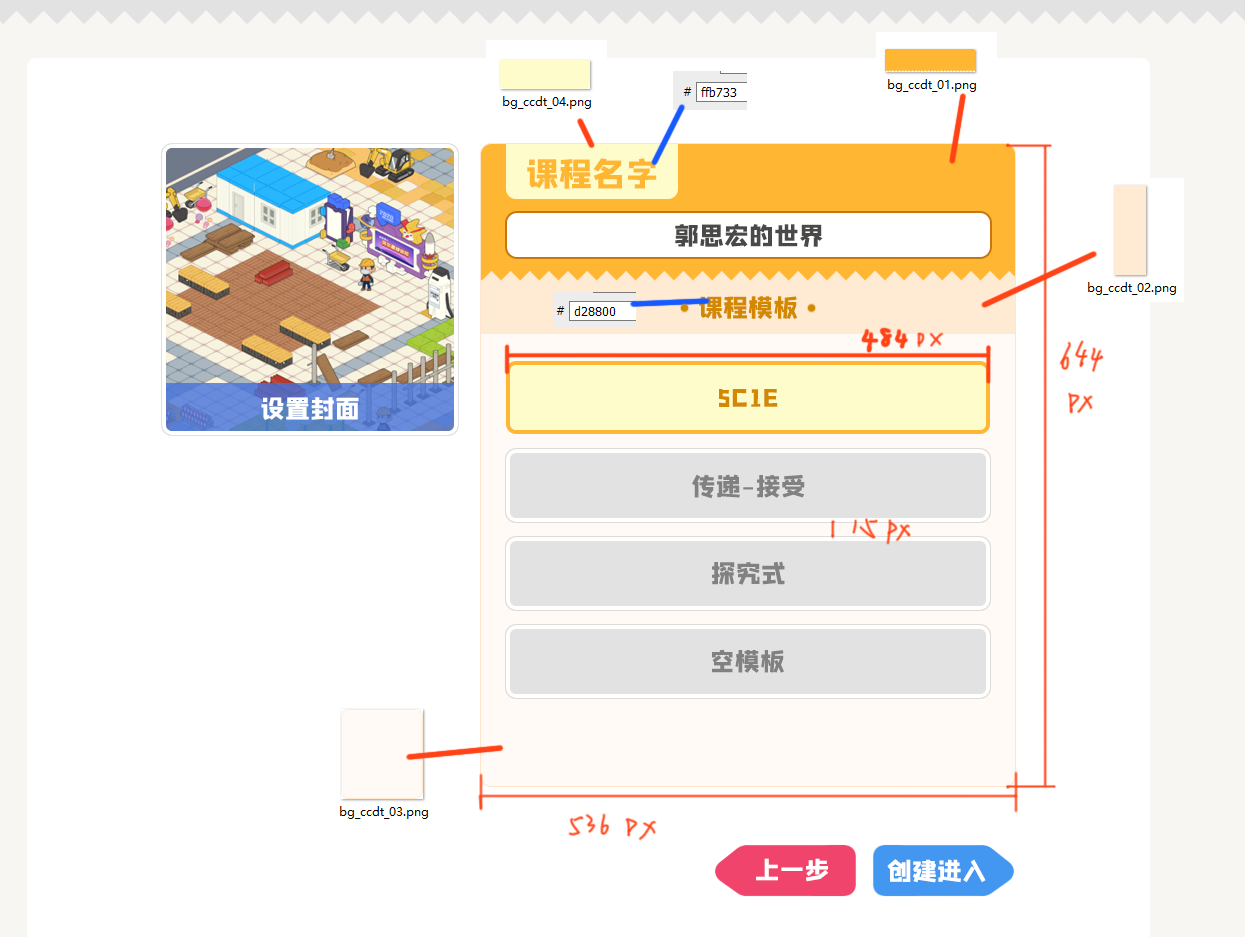 bg_ccdt_04.png
# ffb733
bg_ccdt_01.png
课程名字
郭思宏的世界
bg_ccdt_02.png
# d28800
• 课程模板 •
484 px
644
px
5C1E
设置封面
传递-接受
115px
探究式
空模板
bg_ccdt_03.png
536 px
上一步
创建进入